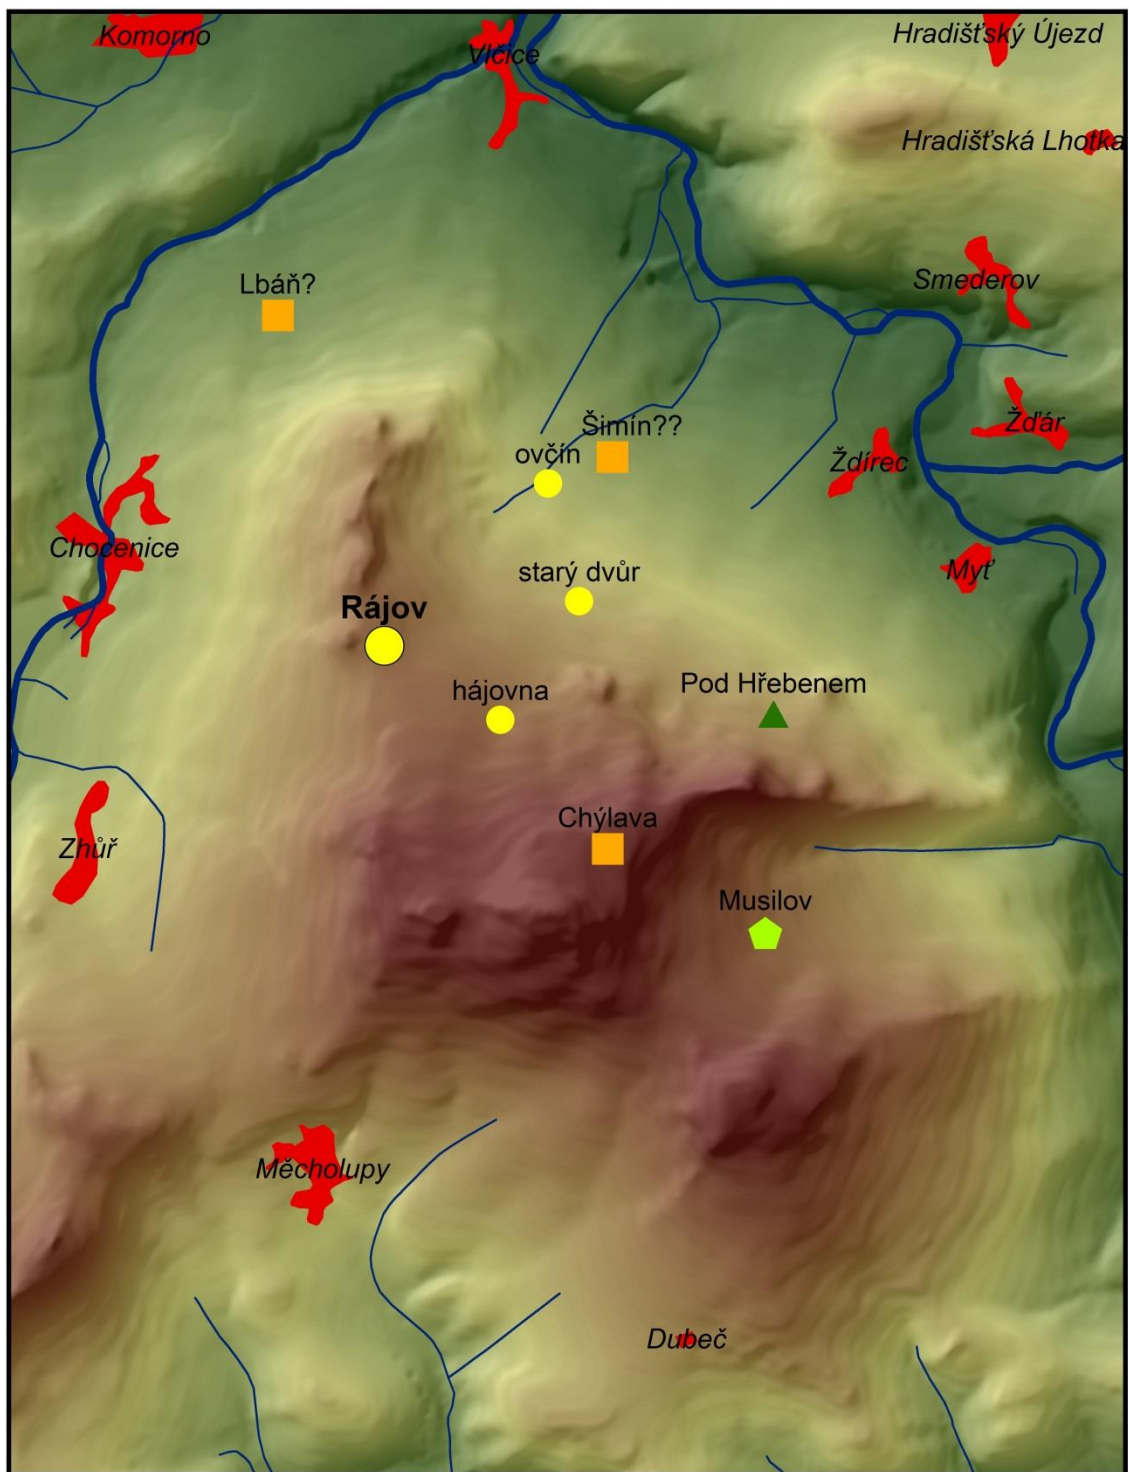 Komorno
Vlčice
Hradišťský Újezd
Hradišťská Lhotka
Lbáň?
Smederov
Šimín??
Žďár
ovčín
Ždírec
Chocenice
starý dvůr
Myť
Rájov
hájovna
Pod Hřebenem
Chýlava
Zhůř
Musilov
Měcholupy
Dubeč